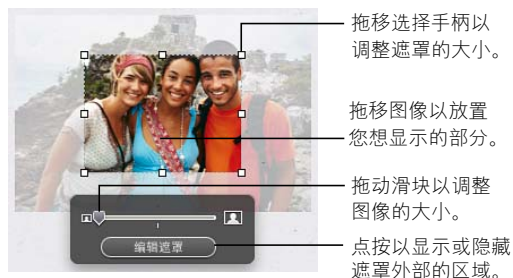 拖移选择手柄以
调整遮罩的大小。
拖移图像以放置
您想显示的部分。
拖动滑块以调整
图像的大小。
编辑遮罩
点按以显示或隐藏
遮罩外部的区域。